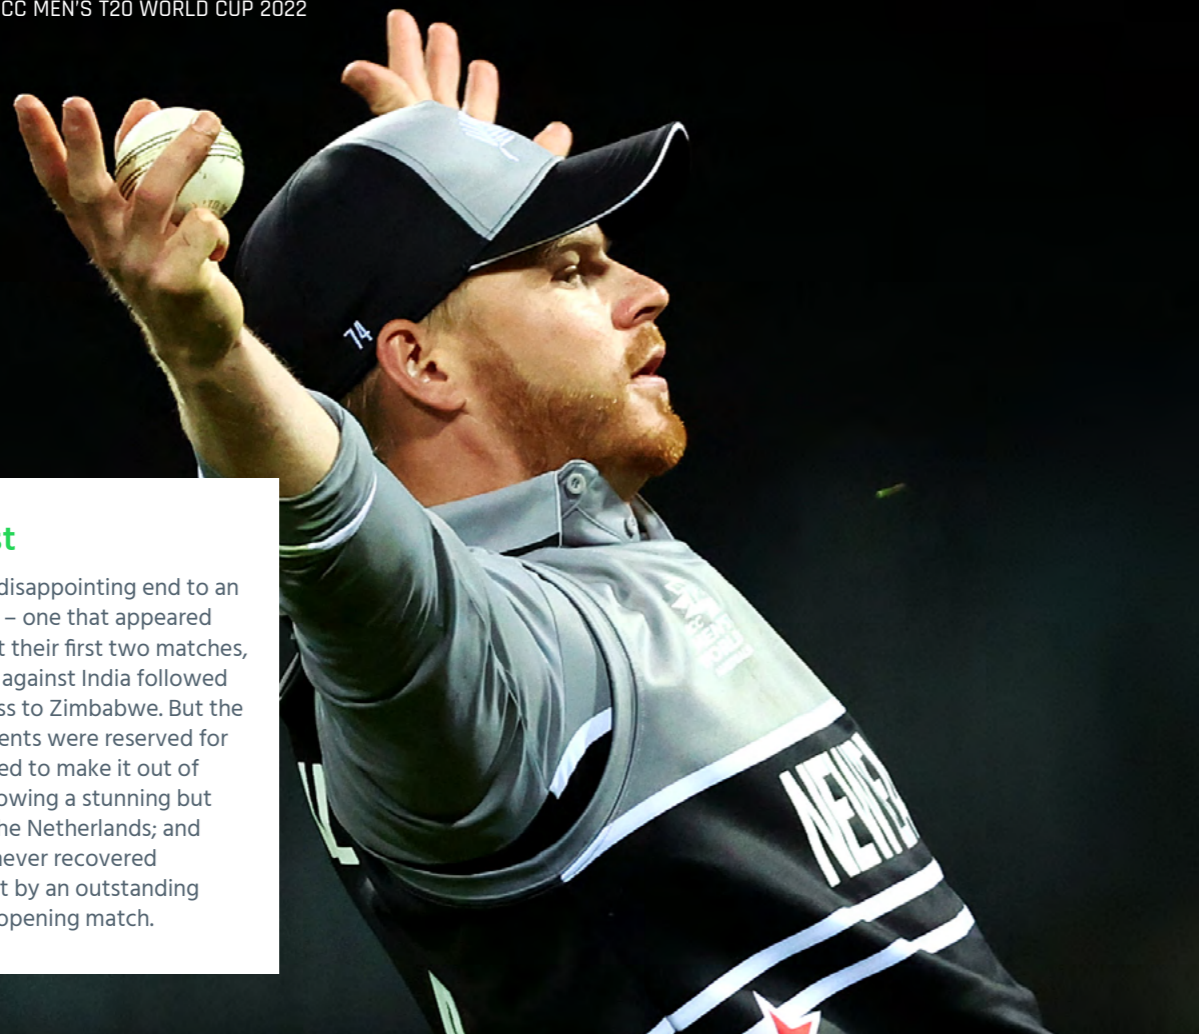 CC MEN'S T20 WORLD CUP 2022
74
st
disappointing end to an
– one that appeared
t their first two matches,
against India followed
ss to Zimbabwe. But the
ents were reserved for
ed to make it out of
owing a stunning but
he Netherlands; and
never recovered
t by an outstanding
opening match.
NEW ZE